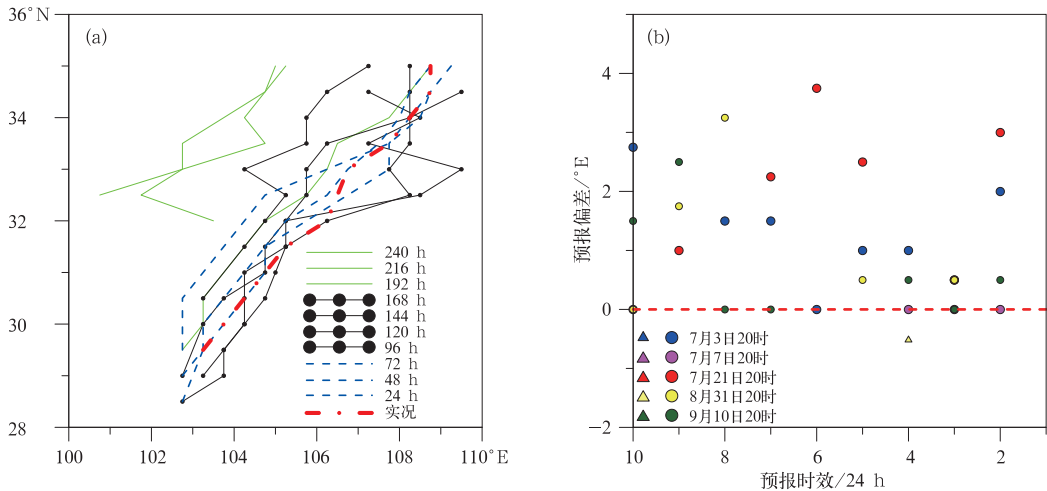 36°N
(a)
34
32
30
28
100
102
104
106
108
110°E
240 h
216 h
192 h
168 h
144 h
120 h
96 h
72 h
48 h
24 h
实况
(b)
4
2
0
−2
预报偏差/°E
7月3日20时
7月7日20时
7月21日20时
8月31日20时
9月10日20时
10
8
6
4
2
预报时效/24 h